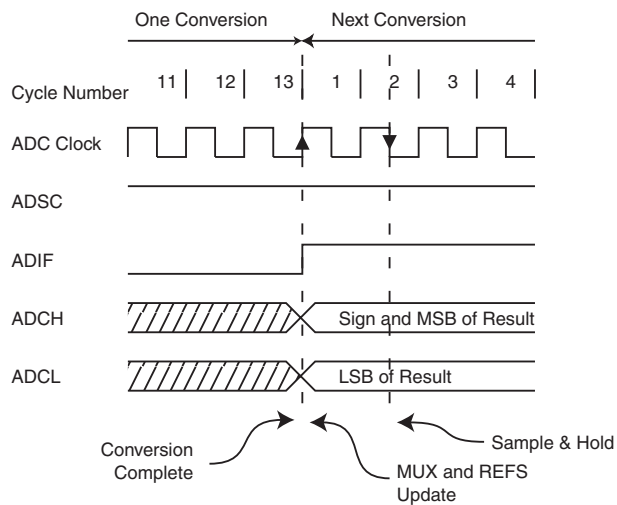 One Conversion Next Conversion
Cycle Number 11 12 13 1 2 3 4
ADC Clock
ADSC
ADIF
ADCH Sign and MSB of Result
ADCL LSB of Result
Conversion
Complete
MUX and REFS
Update
Sample & Hold